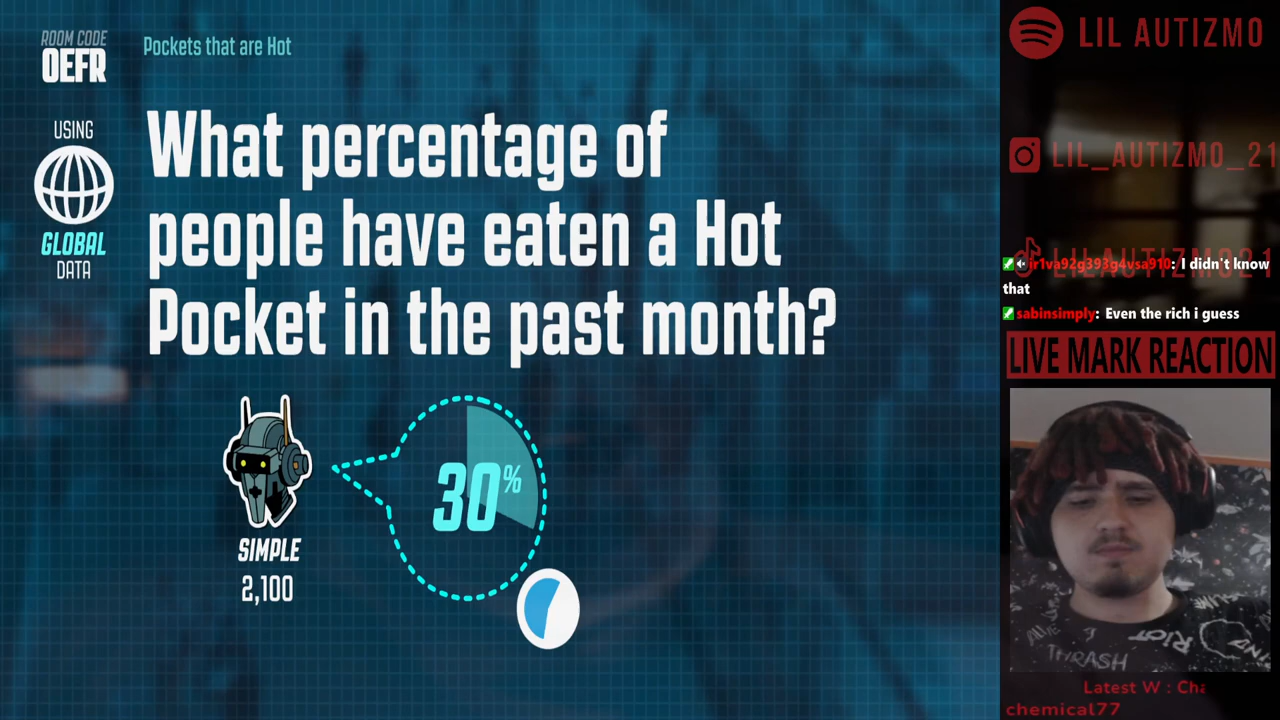 ROOM CODE
OEFR
Pockets that are Hot
USING
GLOBAL
DATA
What percentage of
people have eaten a Hot
Pocket in the past month?
30%
SIMPLE
2,100
LIL AUTIZMO
LIL_AUTIZMO_21
LILAUTIZMO21
ir1va92g393g4vsa910: I didn't know
that
sabinsimply: Even the rich i guess
LIVE MARK REACTION
RIOT
THRASH
Latest W : Cha
chemical77